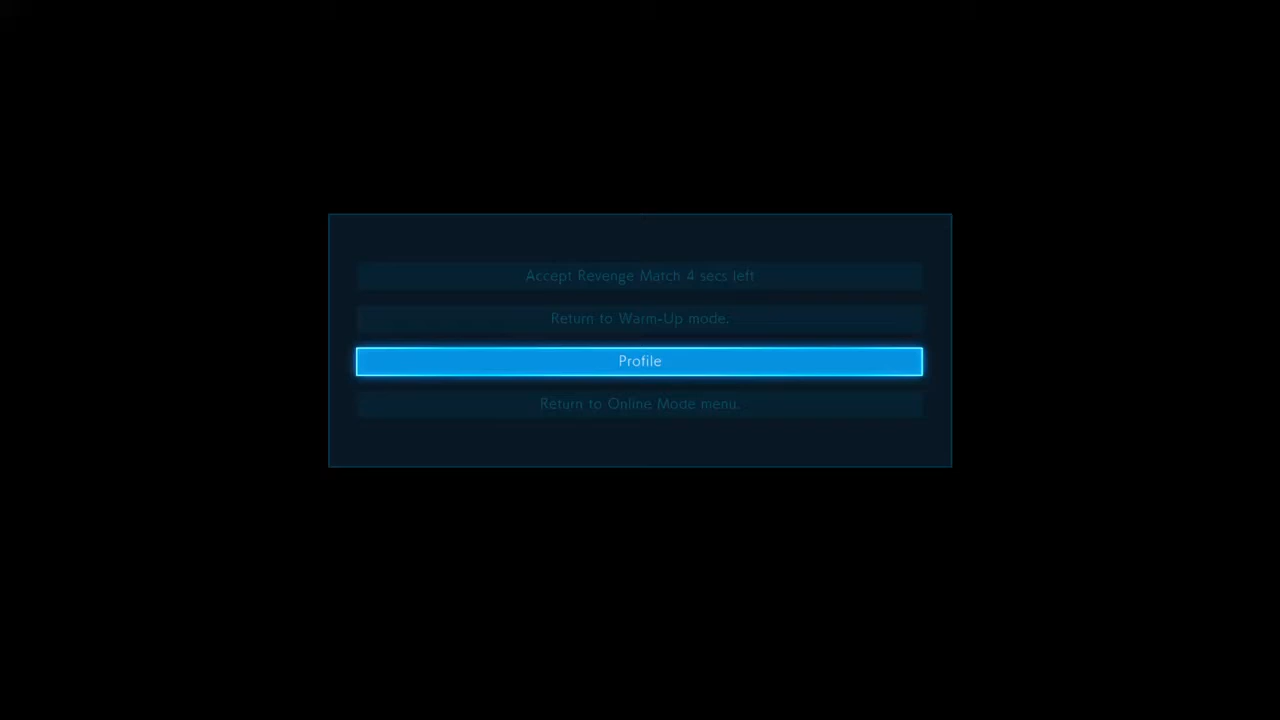 Accept Revenge Match 4 secs left
Return to Warm-Up mode.
Profile
Return to Online Mode menu.